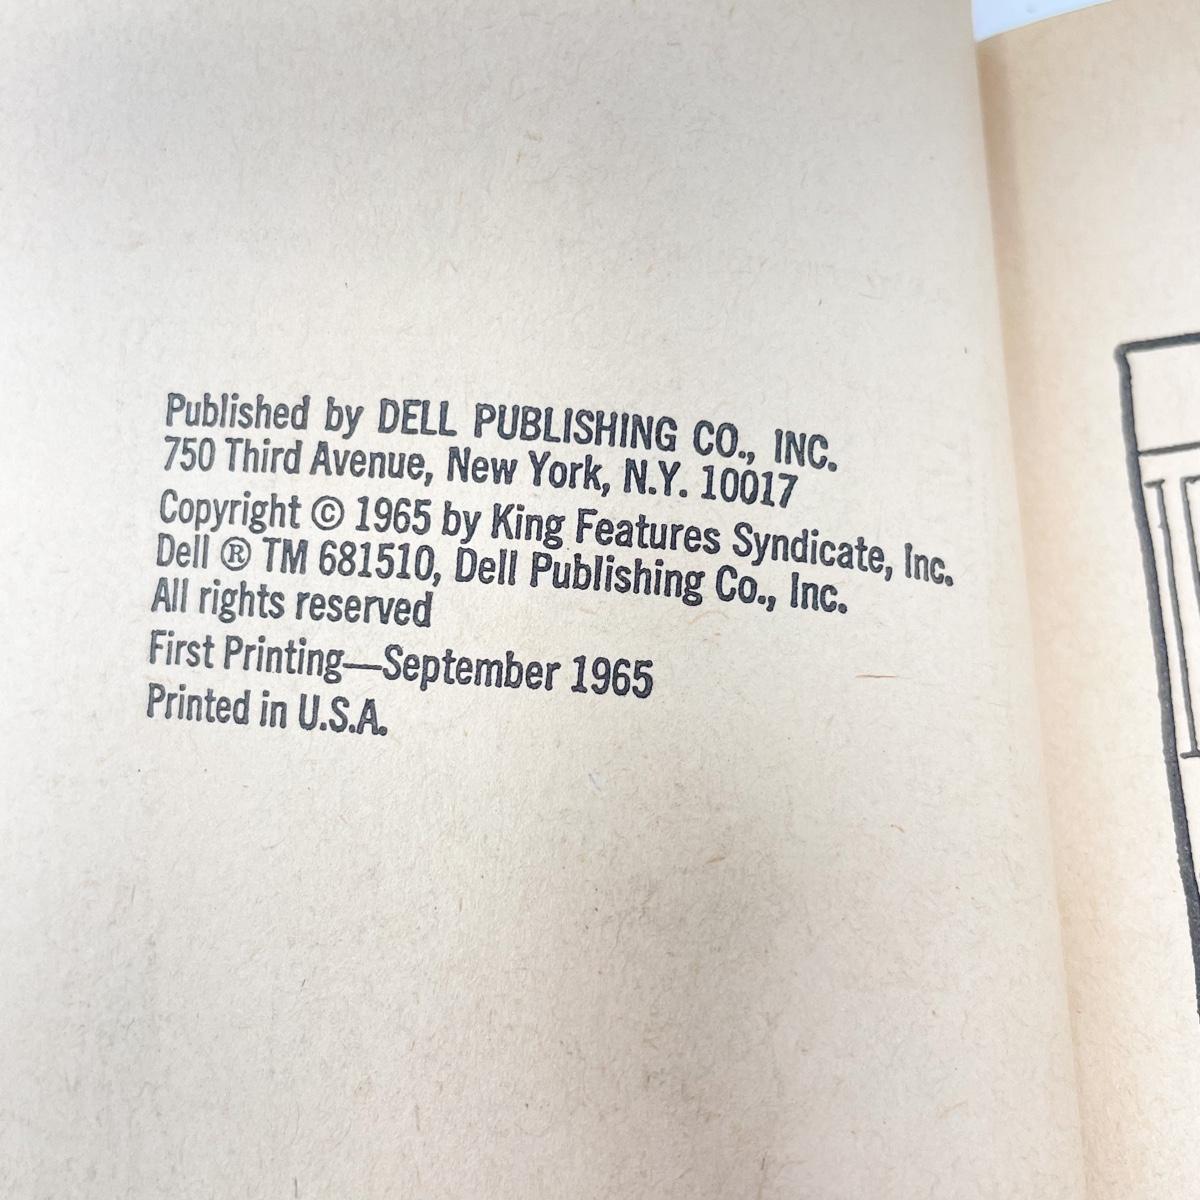 Published by DELL PUBLISHING CO., INC.
750 Third Avenue, New York, N.Y. 10017
Copyright © 1965 by King Features Syndicate, Inc.
Dell ® TM 681510, Dell Publishing Co., Inc.
All rights reserved
First Printing—September 1965
Printed in U.S.A.